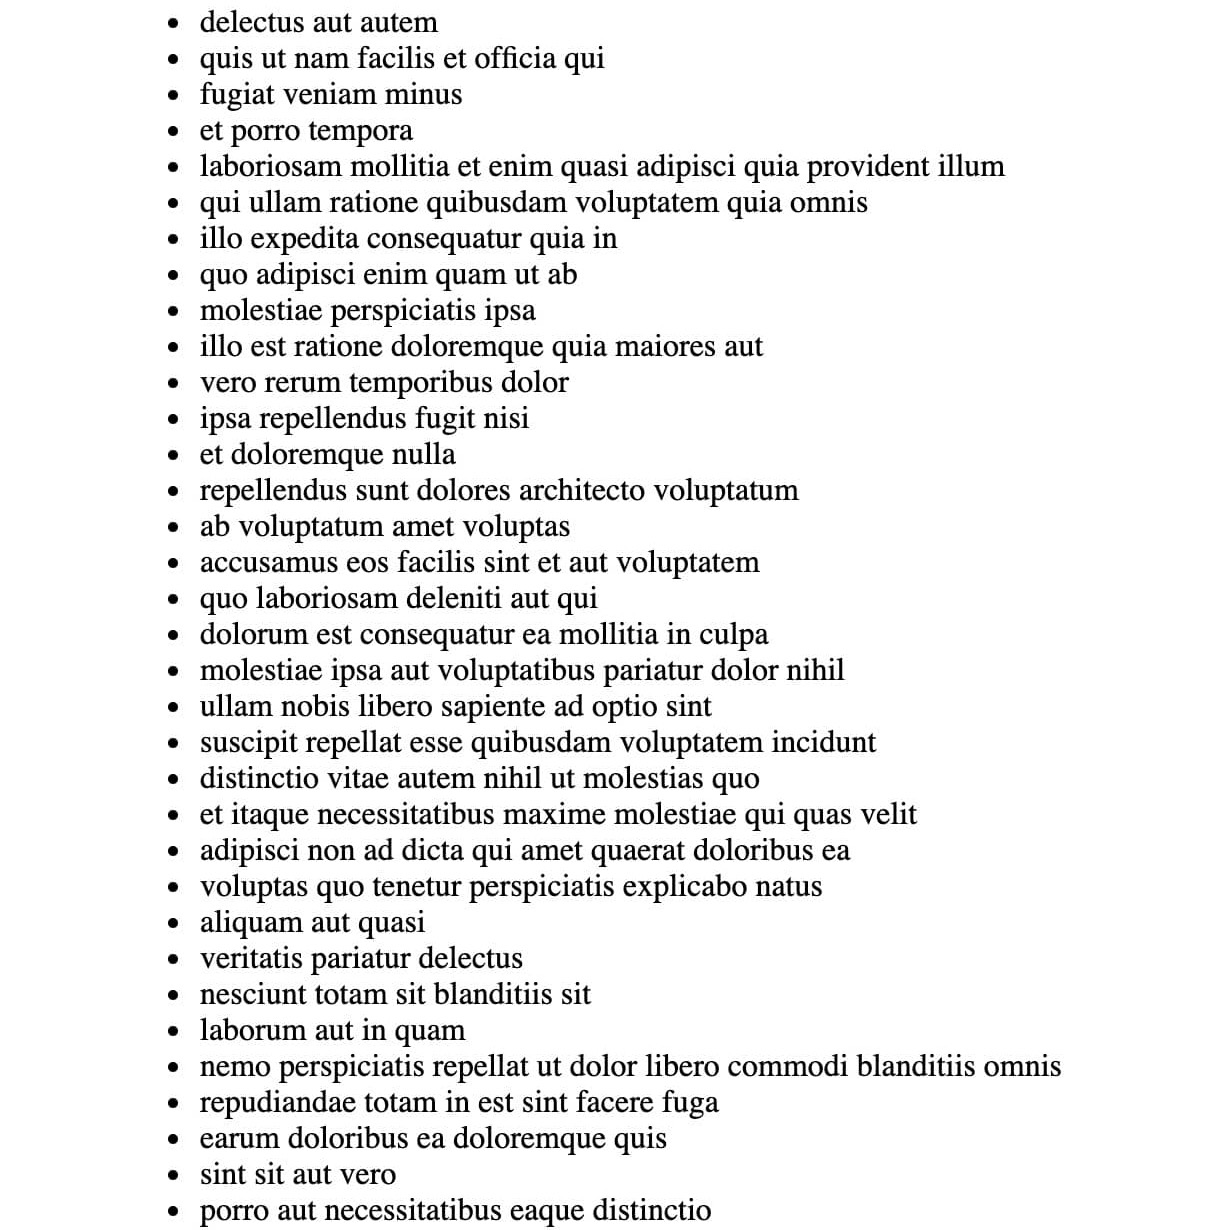 • delectus aut autem
• quis ut nam facilis et officia qui
• fugiat veniam minus
• et porro tempora
• laboriosam mollitia et enim quasi adipisci quia provident illum
• qui ullam ratione quibusdam voluptatem quia omnis
• illo expedita consequatur quia in
• quo adipisci enim quam ut ab
• molestiae perspiciatis ipsa
• illo est ratione doloremque quia maiores aut
• vero rerum temporibus dolor
• ipsa repellendus fugit nisi
• et doloremque nulla
• repellendus sunt dolores architecto voluptatum
• ab voluptatum amet voluptas
• accusamus eos facilis sint et aut voluptatem
• quo laboriosam deleniti aut qui
• dolorum est consequatur ea mollitia in culpa
• molestiae ipsa aut voluptatibus pariatur dolor nihil
• ullam nobis libero sapiente ad optio sint
• suscipit repellat esse quibusdam voluptatem incidunt
• distinctio vitae autem nihil ut molestias quo
• et itaque necessitatibus maxime molestiae qui quas velit
• adipisci non ad dicta qui amet quaerat doloribus ea
• voluptas quo tenetur perspiciatis explicabo natus
• aliquam aut quasi
• veritatis pariatur delectus
• nesciunt totam sit blanditiis sit
• laborum aut in quam
• nemo perspiciatis repellat ut dolor libero commodi blanditiis omnis
• repudiandae totam in est sint facere fuga
• earum doloribus ea doloremque quis
• sint sit aut vero
• porro aut necessitatibus eaque distinctio